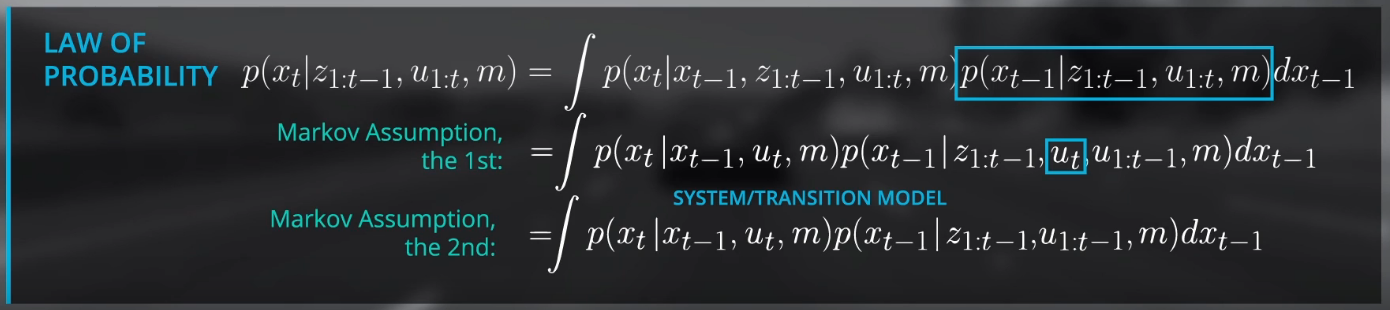 LAW OF
PROBABILITY p(x_t|z_{1:t−1}, u_{1:t}, m) = ∫ p(x_t|x_{t−1}, z_{1:t−1}, u_{1:t}, m)p(x_{t−1}|z_{1:t−1}, u_{1:t}, m)dx_{t−1}
Markov Assumption,
the 1st: = ∫ p(x_t|x_{t−1}, u_t, m)p(x_{t−1}|z_{1:t−1}, u_t, u_{1:t−1}, m)dx_{t−1}
SYSTEM/TRANSITION MODEL
Markov Assumption,
the 2nd: = ∫ p(x_t|x_{t−1}, u_t, m)p(x_{t−1}|z_{1:t−1},u_{1:t−1}, m)dx_{t−1}